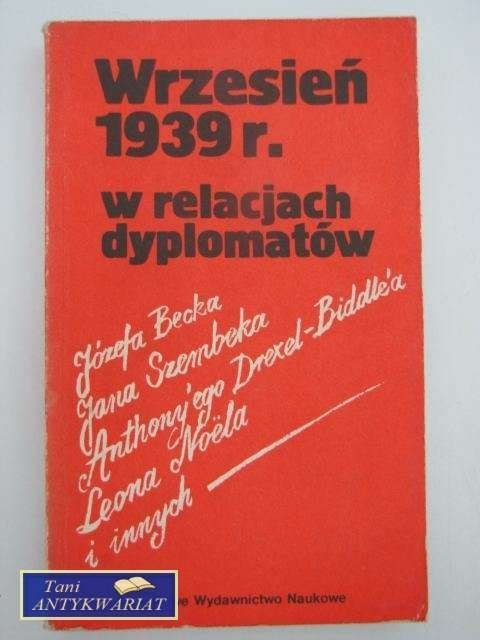 Wrzesień
1939 r.
w relacjach
dyplomatów
Józefa Becka
Jana Szembeka
Anthony'ego Drexel-Biddle'a
Leona Noëla
i innych
we Wydawnictwo Naukowe
Tani
ANTYKWARIAT